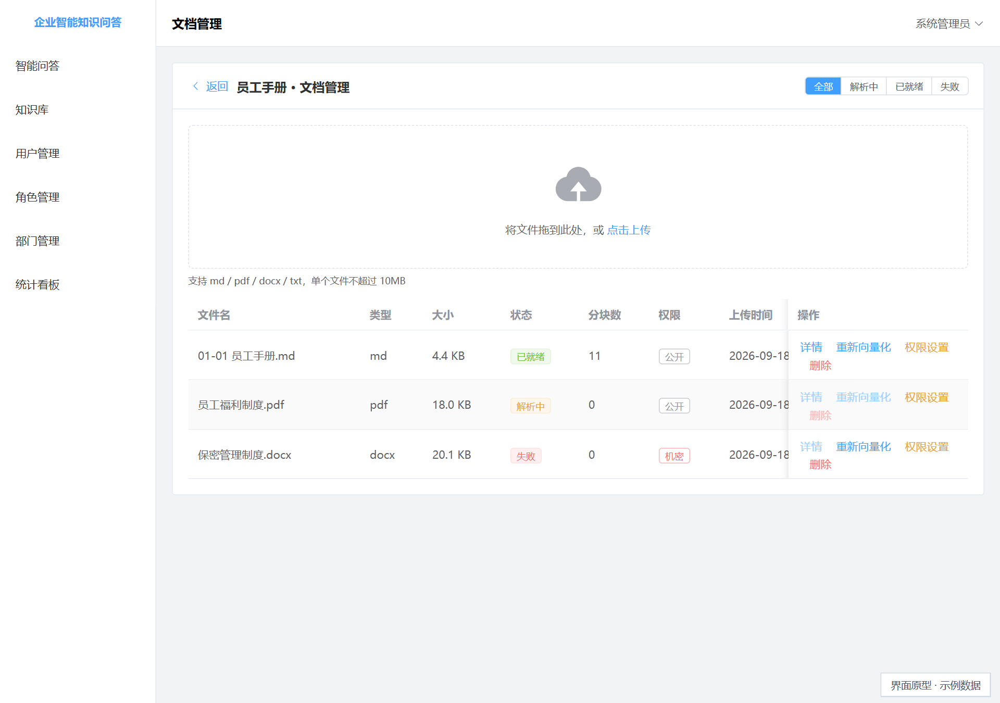 企业智能知识问答
智能问答
知识库
用户管理
角色管理
部门管理
统计看板
文档管理
系统管理员
返回 员工手册·文档管理
全部 解析中 已就绪 失败
将文件拖到此处，或 点击上传
支持 md / pdf / docx / txt，单个文件不超过 10MB
文件名 类型 大小 状态 分块数 权限 上传时间 操作
01-01 员工手册.md md 4.4 KB 已就绪 11 公开 2026-09-18 详情 重新向量化 权限设置
删除
员工福利制度.pdf pdf 18.0 KB 解析中 0 公开 2026-09-18 详情 重新向量化 权限设置
删除
保密管理制度.docx docx 20.1 KB 失败 0 机密 2026-09-18 详情 重新向量化 权限设置
删除
界面原型 · 示例数据